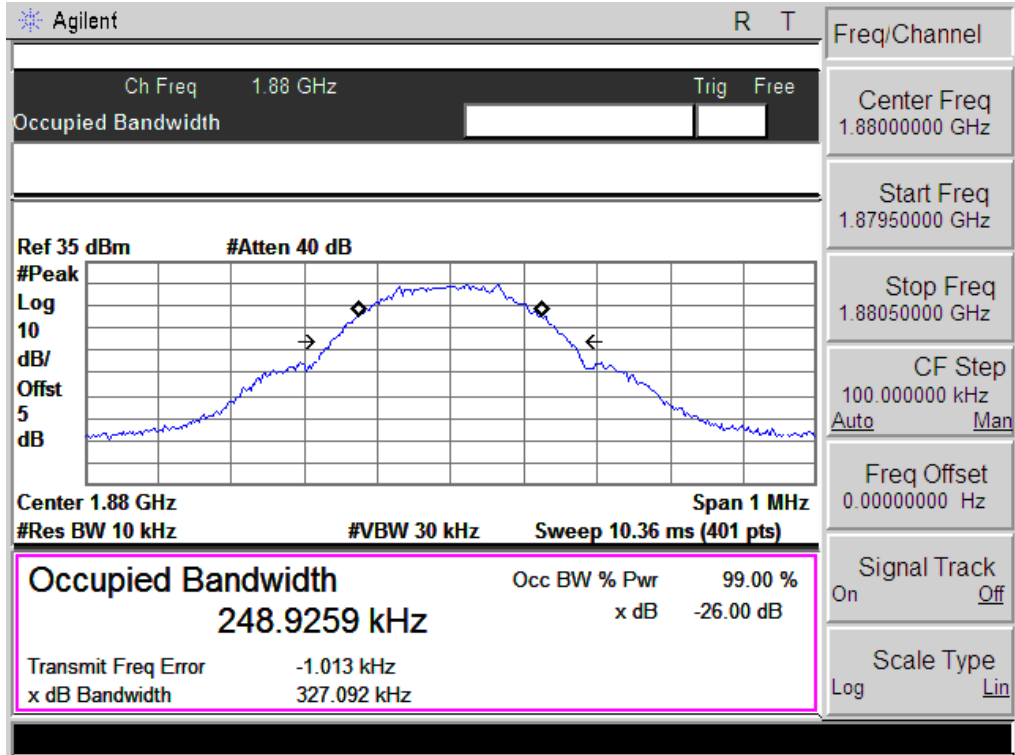 Agilent R T
Ch Freq 1.88 GHz Trig Free
Occupied Bandwidth
Ref 35 dBm #Atten 40 dB
#Peak
Log
10
dB/
Offst
5
dB
Center 1.88 GHz Span 1 MHz
#Res BW 10 kHz #VBW 30 kHz Sweep 10.36 ms (401 pts)
Occupied Bandwidth Occ BW % Pwr 99.00 %
248.9259 kHz x dB -26.00 dB
Transmit Freq Error -1.013 kHz
x dB Bandwidth 327.092 kHz
Freq/Channel
Center Freq
1.88000000 GHz
Start Freq
1.87950000 GHz
Stop Freq
1.88050000 GHz
CF Step
100.000000 kHz
Auto Man
Freq Offset
0.00000000 Hz
Signal Track
On Off
Scale Type
Log Lin